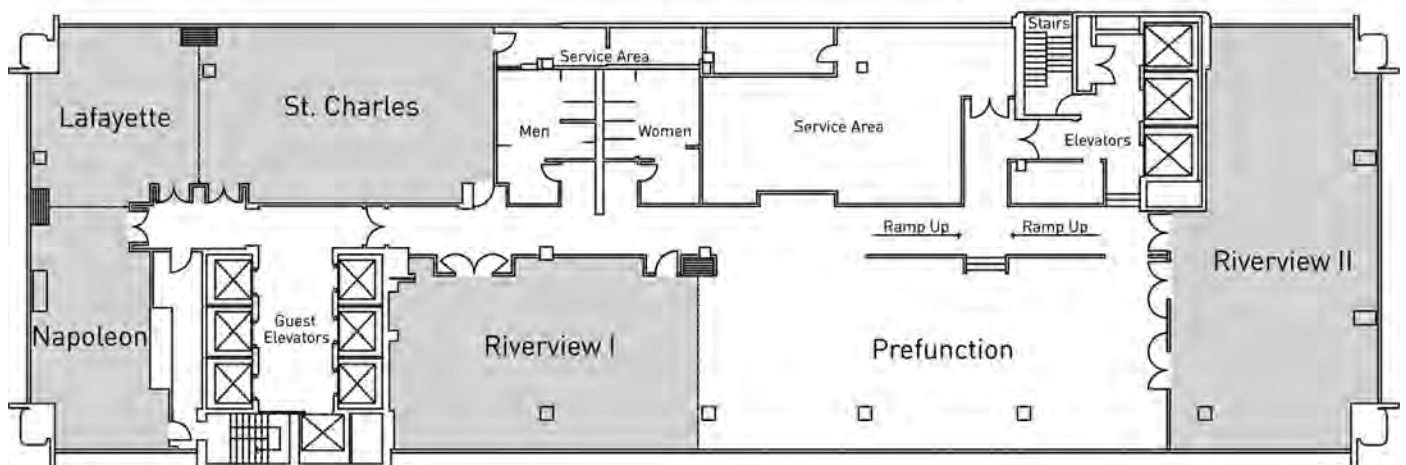 Stairs
Service Area
Lafayette
St. Charles
Men
Women
Service Area
Elevators
Ramp Up
Ramp Up
Riverview II
Napoleon
Guest
Elevators
Riverview I
Prefunction